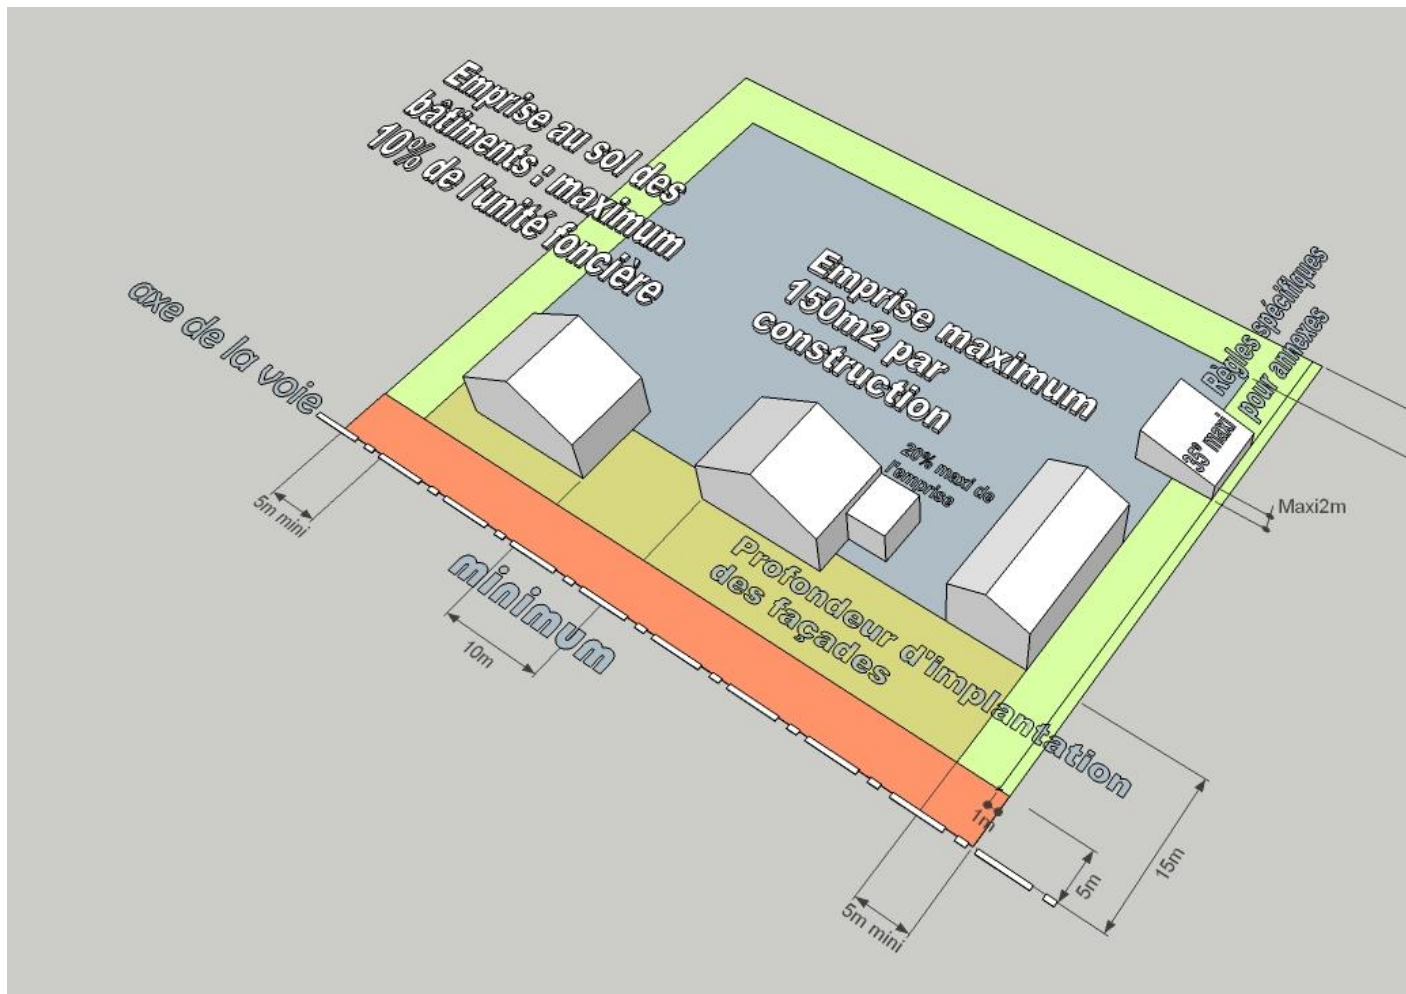 Emprise au sol des
bâtiments : maximum
10% de l'unité foncière
axe de la voie
Emprise maximum
150m2 par
construction
Règles spécifiques
pour annexes
maxi
20% maxi de
l'emprise
Maxi2m
5m mini
minimum
10m
Profondeur d'implantation
des façades
1m
5m
15m
5m mini